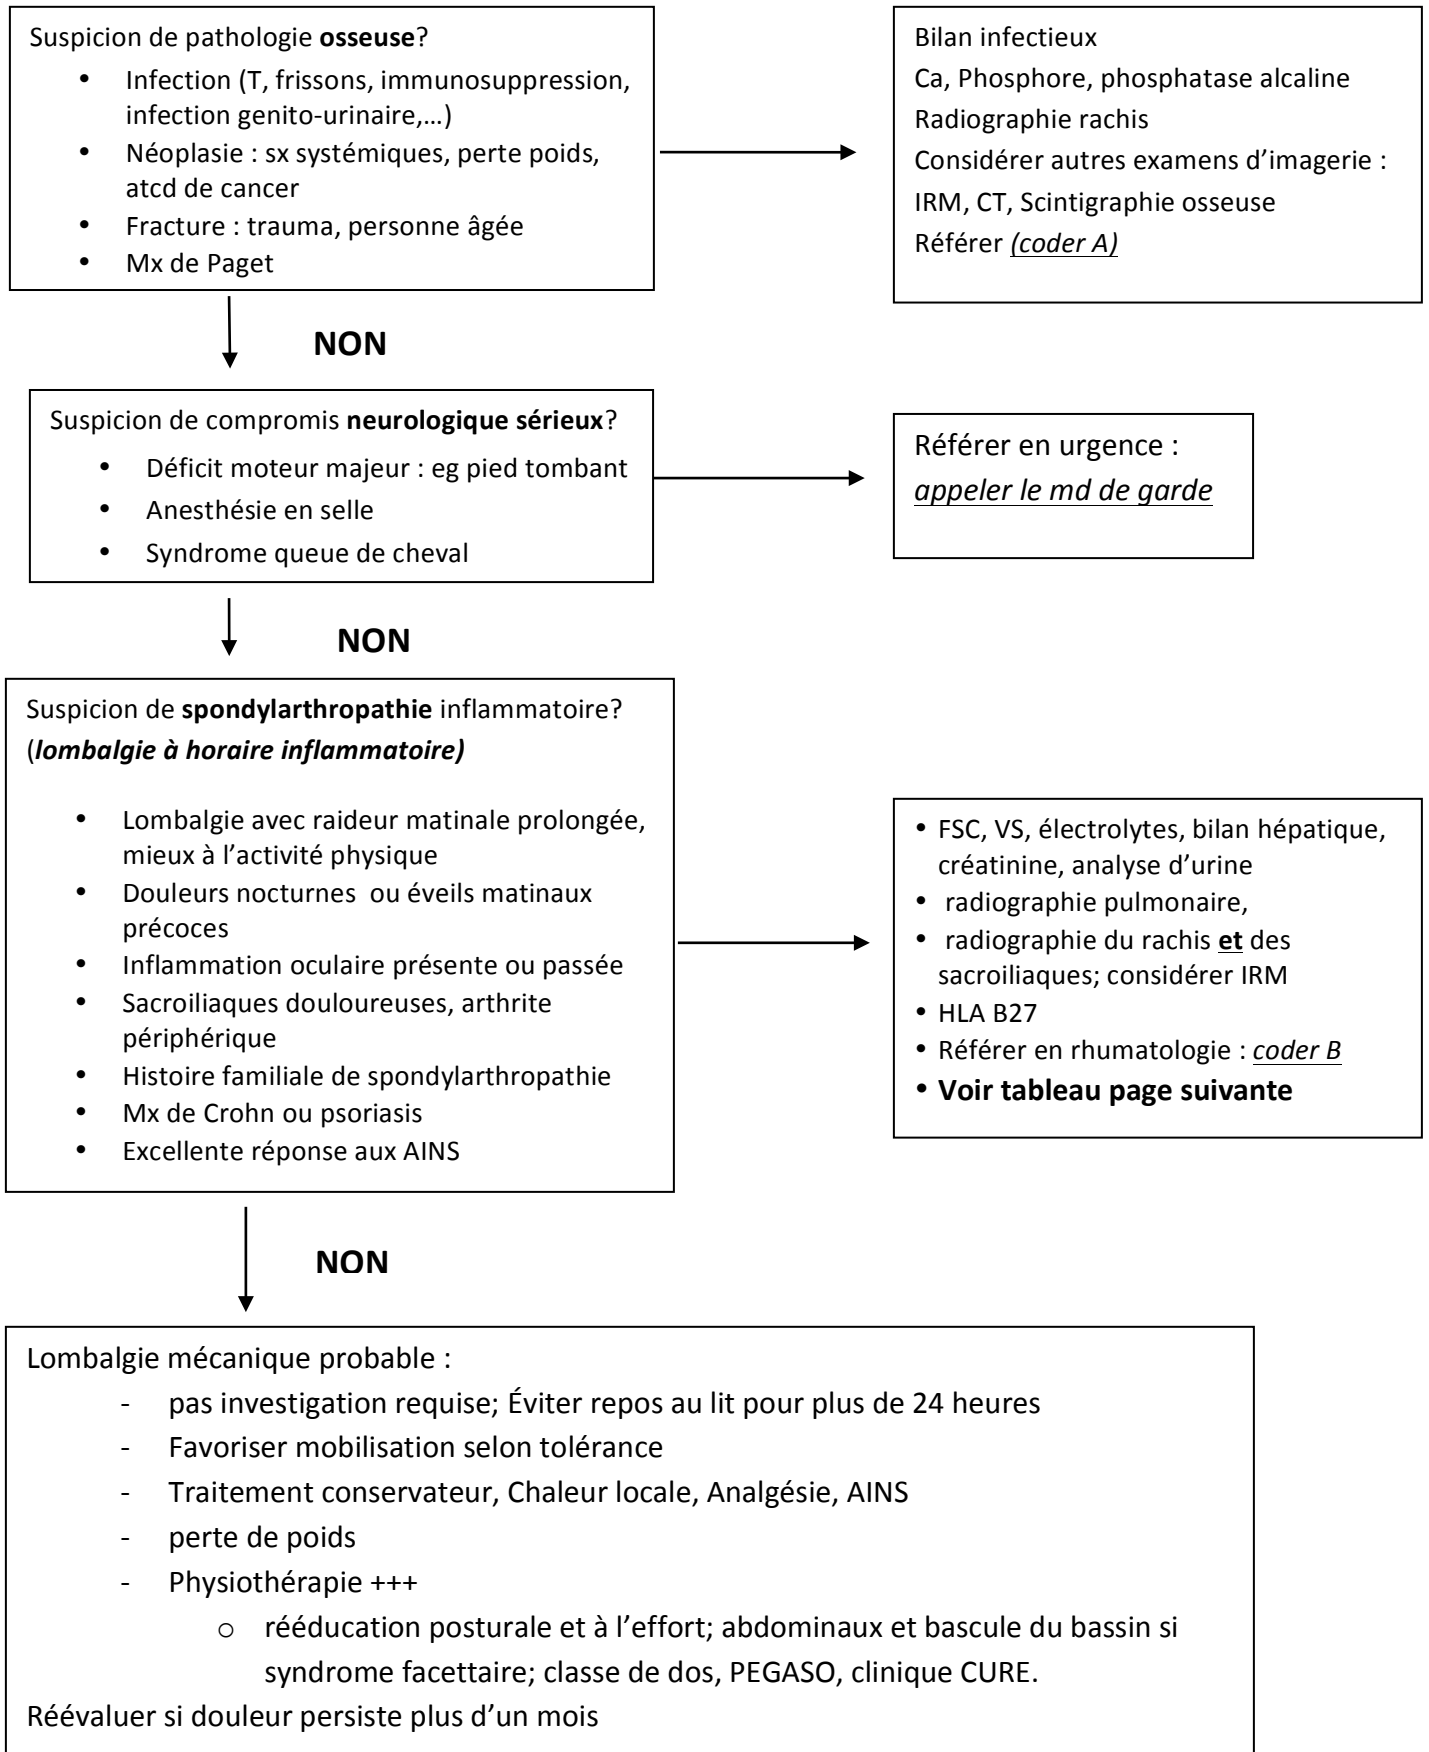 Suspicion de pathologie osseuse?
• Infection (T, frissons, immunosuppression,
infection genito-urinaire,…)
• Néoplasie : sx systémiques, perte poids,
atcd de cancer
• Fracture : trauma, personne âgée
• Mx de Paget
Bilan infectieux
Ca, Phosphore, phosphatase alcaline
Radiographie rachis
Considérer autres examens d’imagerie :
IRM, CT, Scintigraphie osseuse
Référer (coder A)
NON
Suspicion de compromis neurologique sérieux?
• Déficit moteur majeur : eg pied tombant
• Anesthésie en selle
• Syndrome queue de cheval
Référer en urgence :
appeler le md de garde
NON
Suspicion de spondylarthropathie inflammatoire?
(lombalgie à horaire inflammatoire)
• Lombalgie avec raideur matinale prolongée,
mieux à l’activité physique
• Douleurs nocturnes ou éveils matinaux
précoces
• Inflammation oculaire présente ou passée
• Sacroiliaques douloureuses, arthrite
périphérique
• Histoire familiale de spondylarthropathie
• Mx de Crohn ou psoriasis
• Excellente réponse aux AINS
• FSC, VS, électrolytes, bilan hépatique,
créatinine, analyse d’urine
• radiographie pulmonaire,
• radiographie du rachis et des
sacroiliaques; considérer IRM
• HLA B27
• Référer en rhumatologie : coder B
• Voir tableau page suivante
NON
Lombalgie mécanique probable :
- pas investigation requise; Éviter repos au lit pour plus de 24 heures
- Favoriser mobilisation selon tolérance
- Traitement conservateur, Chaleur locale, Analgésie, AINS
- perte de poids
- Physiothérapie +++
o rééducation posturale et à l’effort; abdominaux et bascule du bassin si
syndrome facettaire; classe de dos, PEGASO, clinique CURE.
Réévaluer si douleur persiste plus d’un mois